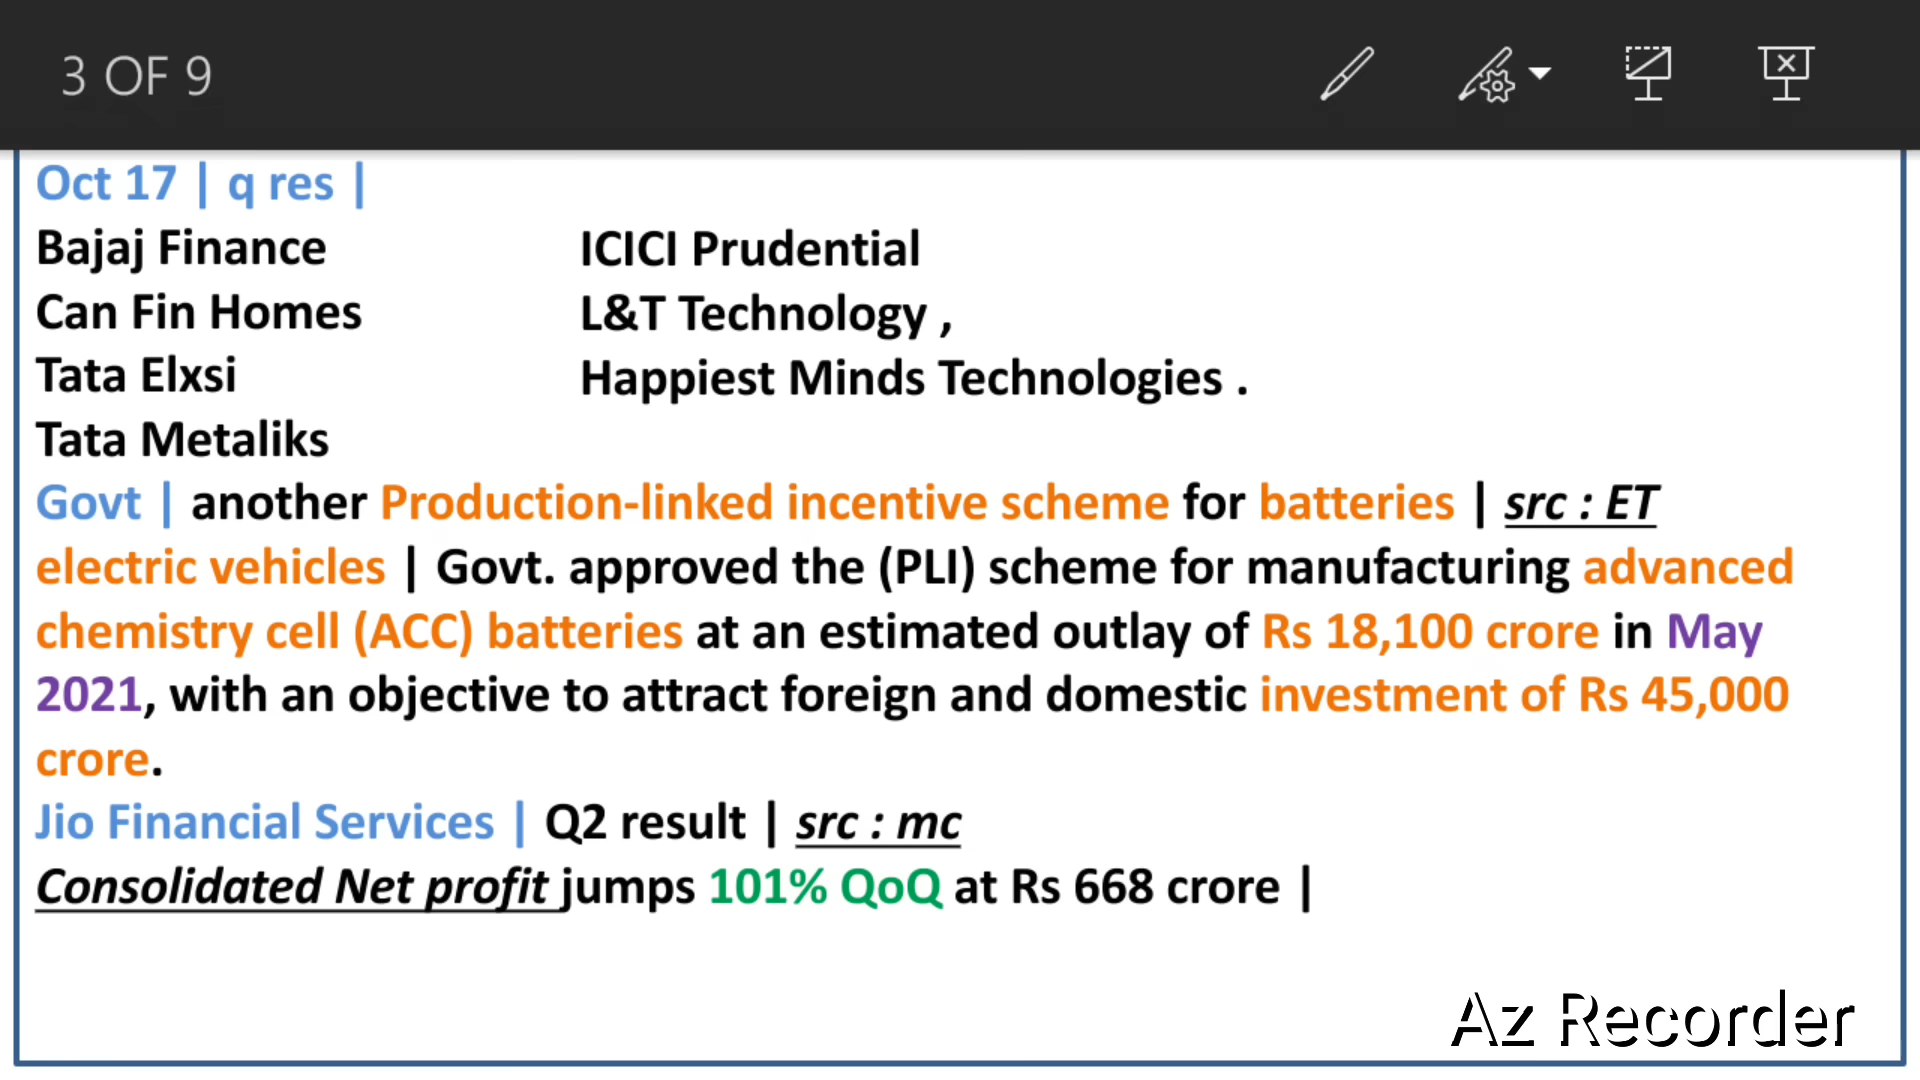 3 OF 9
Oct 17 | q res |
Bajaj Finance
Can Fin Homes
Tata Elxsi
Tata Metaliks
ICICI Prudential
L&T Technology ,
Happiest Minds Technologies .
Govt | another Production-linked incentive scheme for batteries | src : ET
electric vehicles | Govt. approved the (PLI) scheme for manufacturing advanced
chemistry cell (ACC) batteries at an estimated outlay of Rs 18,100 crore in May
2021, with an objective to attract foreign and domestic investment of Rs 45,000
crore.
Jio Financial Services | Q2 result | src : mc
Consolidated Net profit jumps 101% QoQ at Rs 668 crore |
Az Recorder